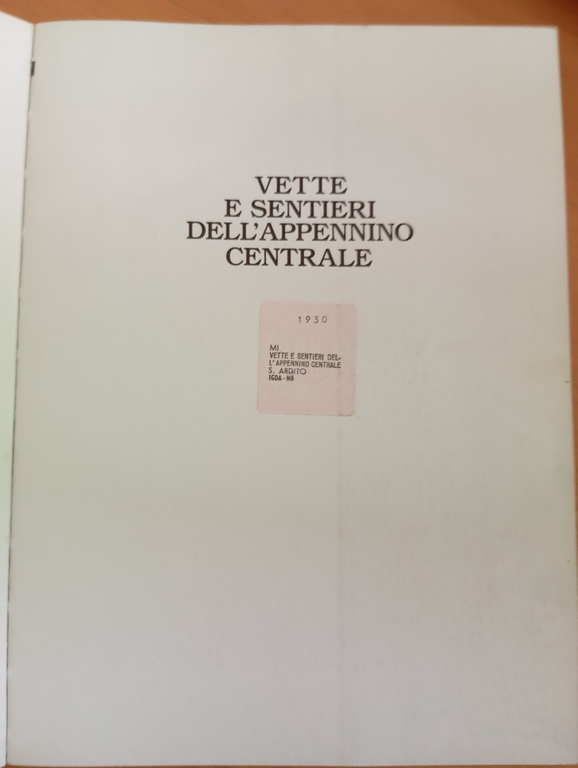 VETTE
E SENTIERI
DELL'APPENNINO
CENTRALE
1930
MI
VETTE E SENTIERI DEL-
L'APPENNINO CENTRALE
S. ARDITO
IGDA - NO